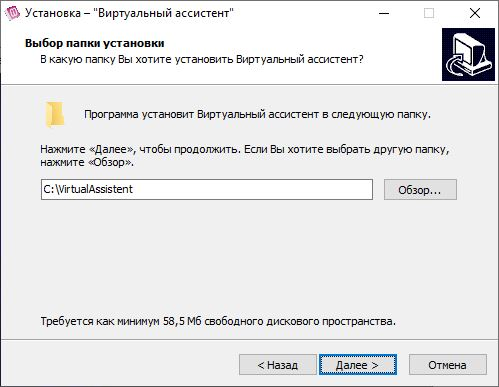 Установка – "Виртуальный ассистент"
Выбор папки установки
В какую папку Вы хотите установить Виртуальный ассистент?
Программа установит Виртуальный ассистент в следующую папку.
Нажмите «Далее», чтобы продолжить. Если Вы хотите выбрать другую папку,
нажмите «Обзор».
C:\VirtualAssistent
Обзор...
Требуется как минимум 58,5 Мб свободного дискового пространства.
< Назад
Далее >
Отмена